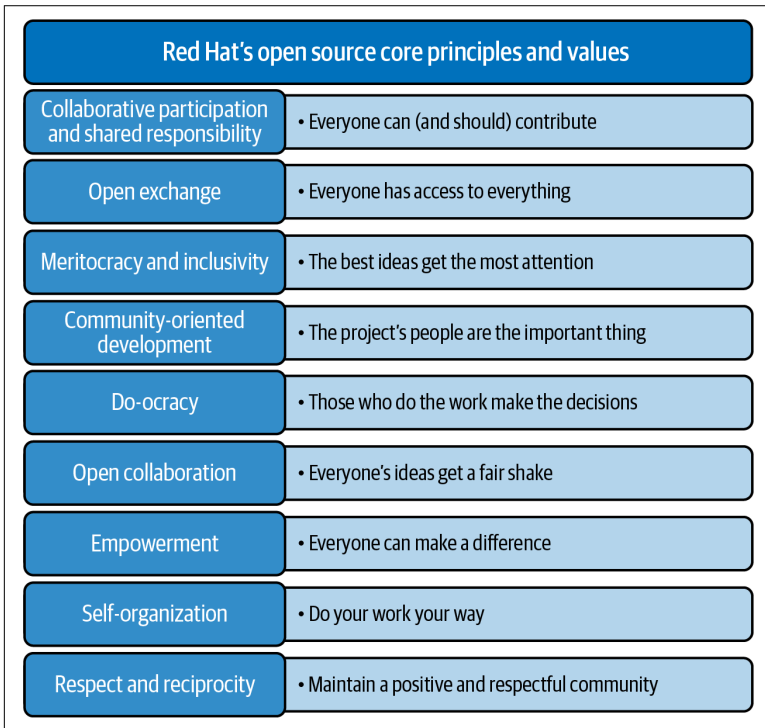 Red Hat’s open source core principles and values
Collaborative participation
and shared responsibility
• Everyone can (and should) contribute
Open exchange
• Everyone has access to everything
Meritocracy and inclusivity
• The best ideas get the most attention
Community-oriented
development
• The project’s people are the important thing
Do-ocracy
• Those who do the work make the decisions
Open collaboration
• Everyone’s ideas get a fair shake
Empowerment
• Everyone can make a difference
Self-organization
• Do your work your way
Respect and reciprocity
• Maintain a positive and respectful community